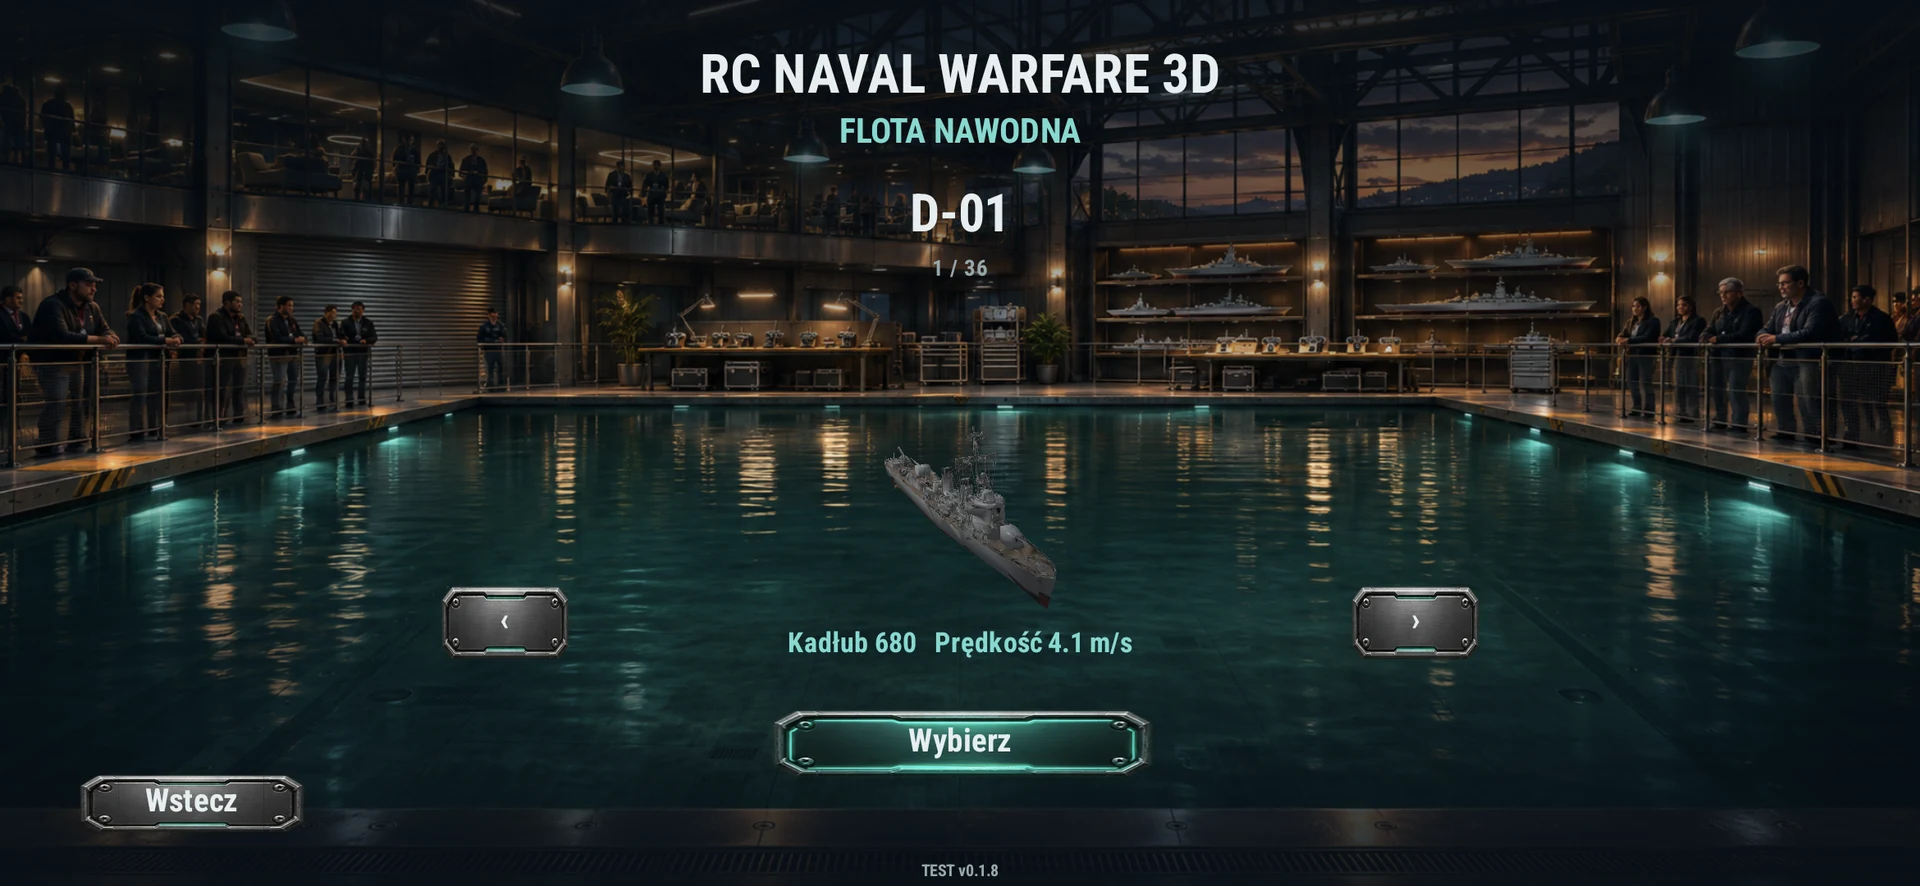 RC NAVAL WARFARE 3D
FLOTA NAWODNA
D-01
1 / 36
‹ ›
Kadłub 680 Prędkość 4.1 m/s
Wybierz
Wstecz
TEST v0.1.8